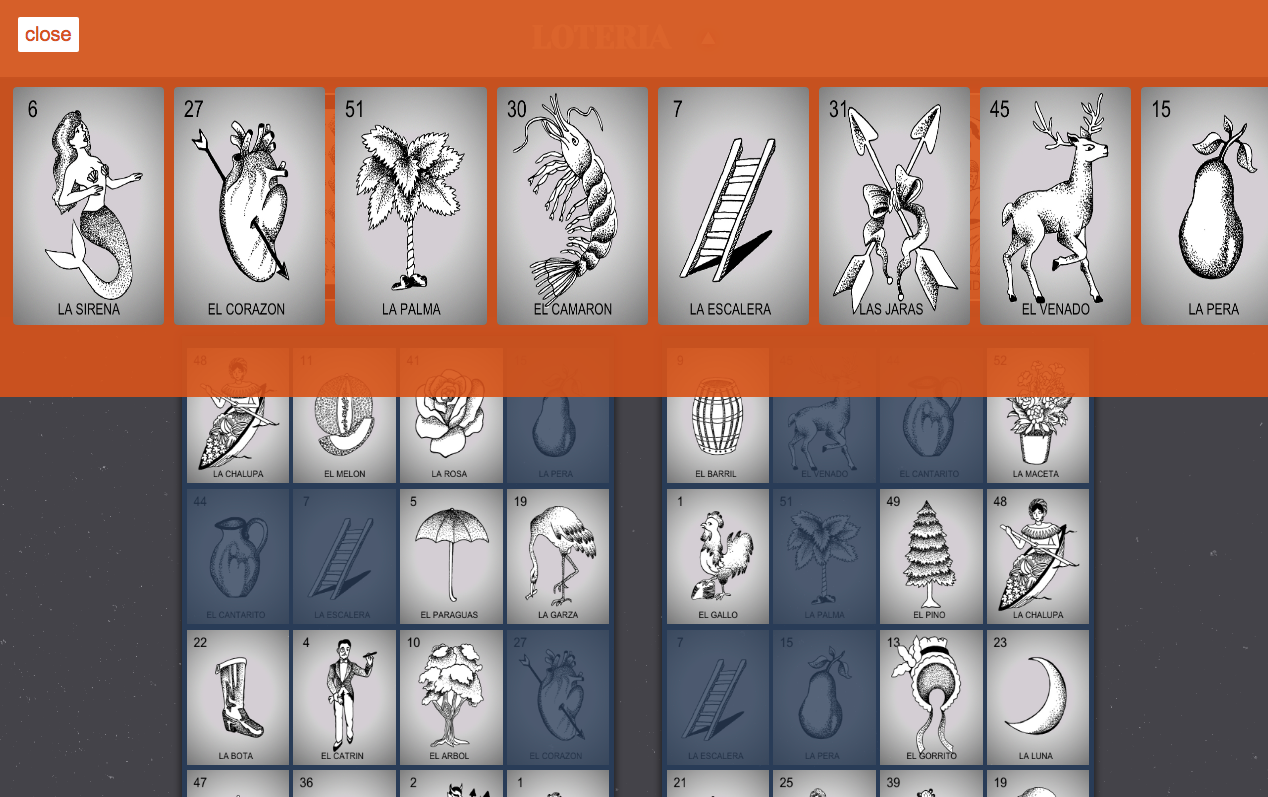 close
LOTERIA ▲
6 27 51 30 7 31 45 15
LA SIRENA EL CORAZON LA PALMA EL CAMARON LA ESCALERA LAS JARAS EL VENADO LA PERA
48 11 41 9 52
LA CHALUPA EL MELON LA ROSA LA PERA EL BARRIL EL VENADO EL CANTARITO LA MACETA
44 7 5 19 1 51 49 48
EL CANTARITO LA ESCALERA EL PARAGUAS LA GARZA EL GALLO LA PALMA EL PINO LA CHALUPA
22 4 10 27 7 15 13 23
LA BOTA EL CATRIN EL ARBOL EL CORAZON LA ESCALERA LA PERA EL GORRITO LA LUNA
47 36 2 1 21 25 39 19